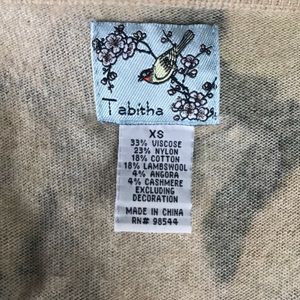 Tabitha
XS
33% VISCOSE
23% NYLON
18% COTTON
18% LAMBSWOOL
4% ANGORA
4% CASHMERE
EXCLUDING
DECORATION
MADE IN CHINA
RN# 98544